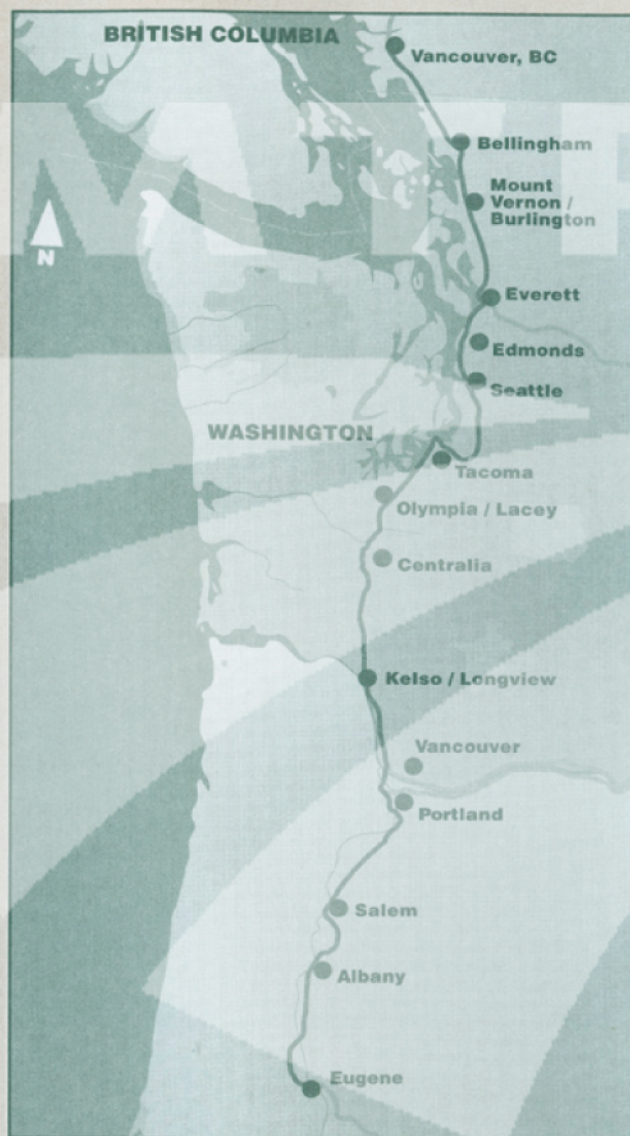 BRITISH COLUMBIA
Vancouver, BC
Bellingham
Mount
Vernon /
Burlington
N
Everett
Edmonds
Seattle
WASHINGTON
Tacoma
Olympia / Lacey
Centralia
Kelso / Longview
Vancouver
Portland
Salem
Albany
Eugene